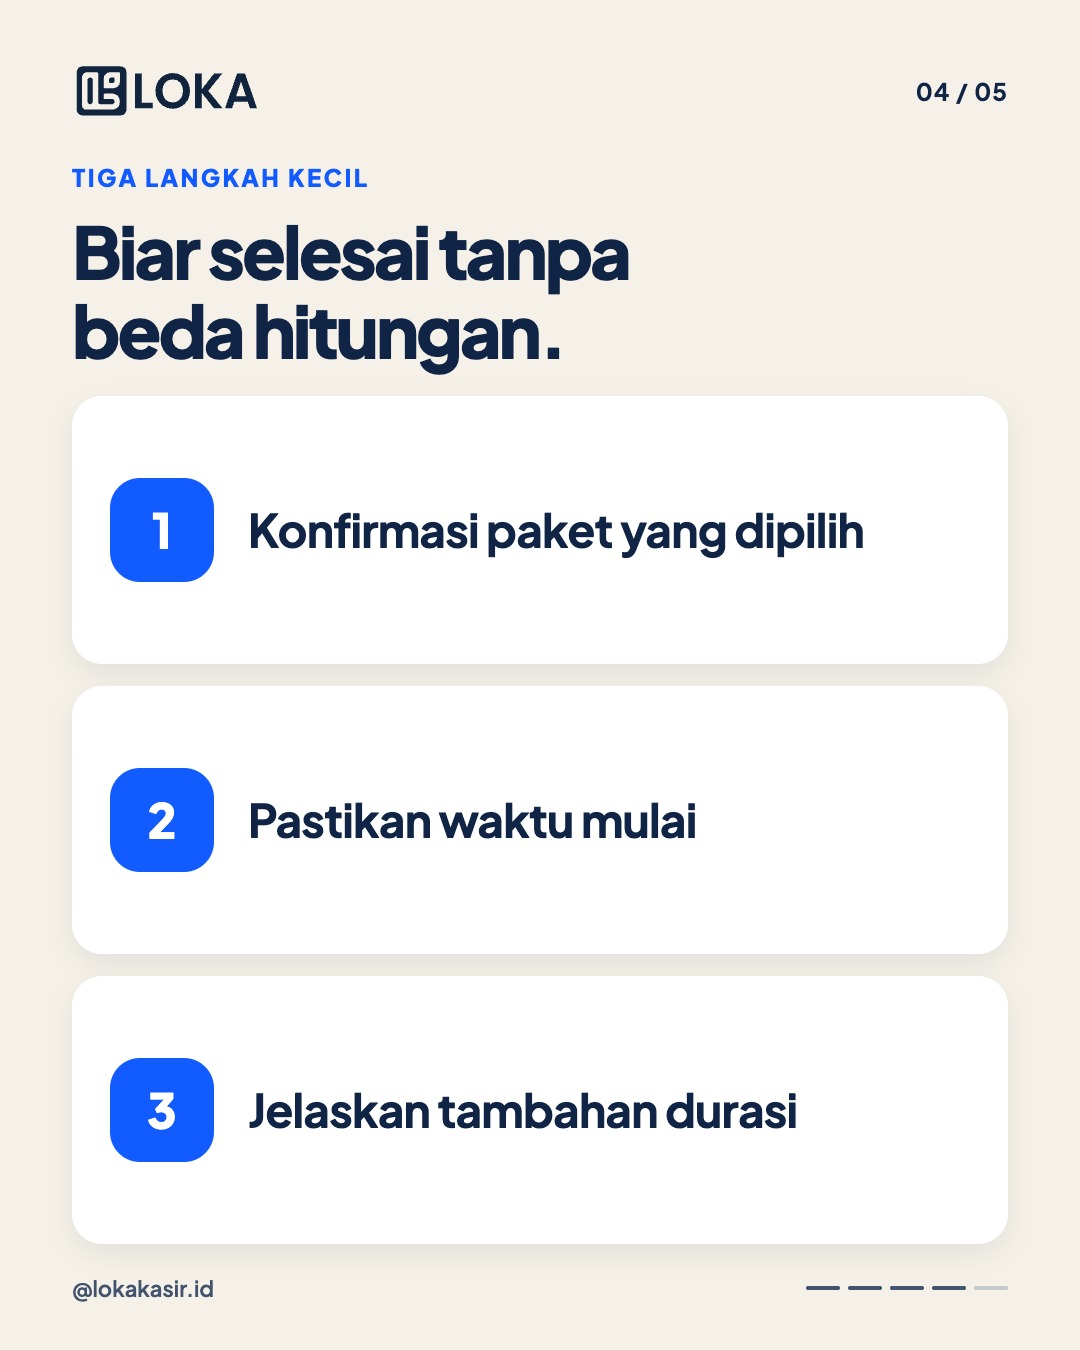 LOKA
04 / 05
TIGA LANGKAH KECIL
Biar selesai tanpa
beda hitungan.
1
Konfirmasi paket yang dipilih
2
Pastikan waktu mulai
3
Jelaskan tambahan durasi
@lokakasir.id